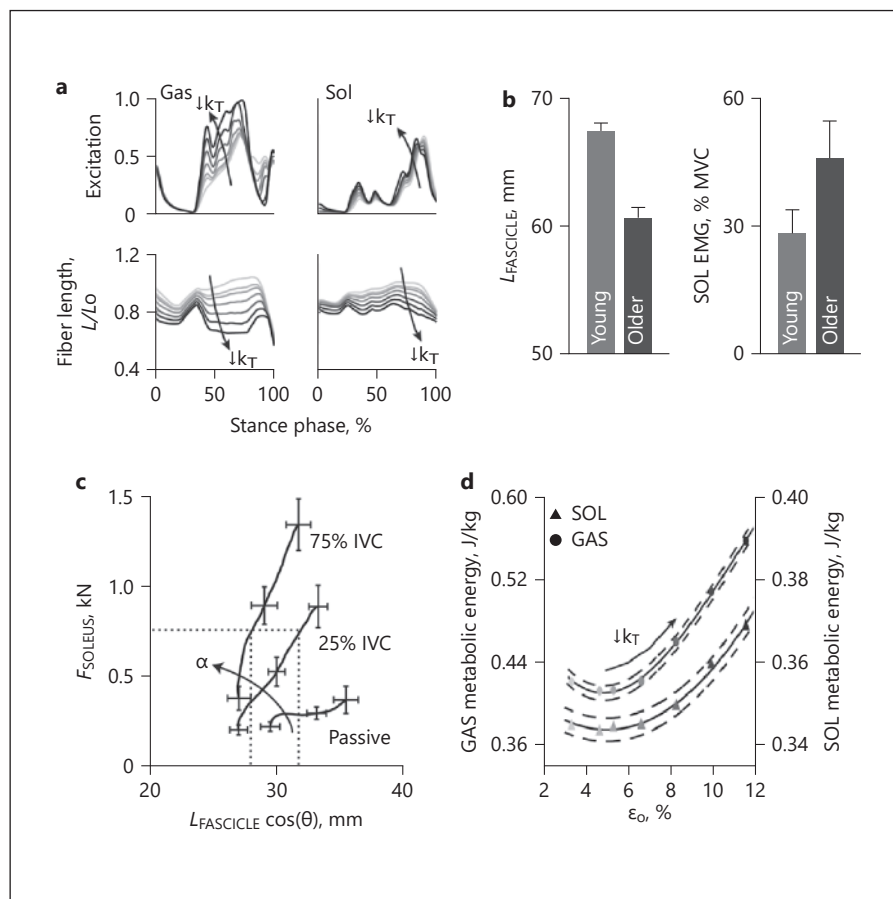 a
Gas
Sol
↓kT
↓kT
Excitation
1.0
0.5
0
Fiber length,
L/Lo
1.2
0.8
0.4
↓kT
↓kT
0 50 100 0 50 100
Stance phase, %
b
LFASCICLE, mm
70
60
50
Young
Older
SOL EMG, % MVC
60
30
0
Young
Older
c
FSOLEUS, kN
1.5
1.0
0.5
0
75% IVC
25% IVC
α
Passive
20 30 40
LFASCICLE cos(θ), mm
d
GAS metabolic energy, J/kg
0.60
0.52
0.44
0.36
▲ SOL
● GAS
↓kT
0.40
0.38
0.36
0.34
SOL metabolic energy, J/kg
2 4 6 8 10 12
εo, %